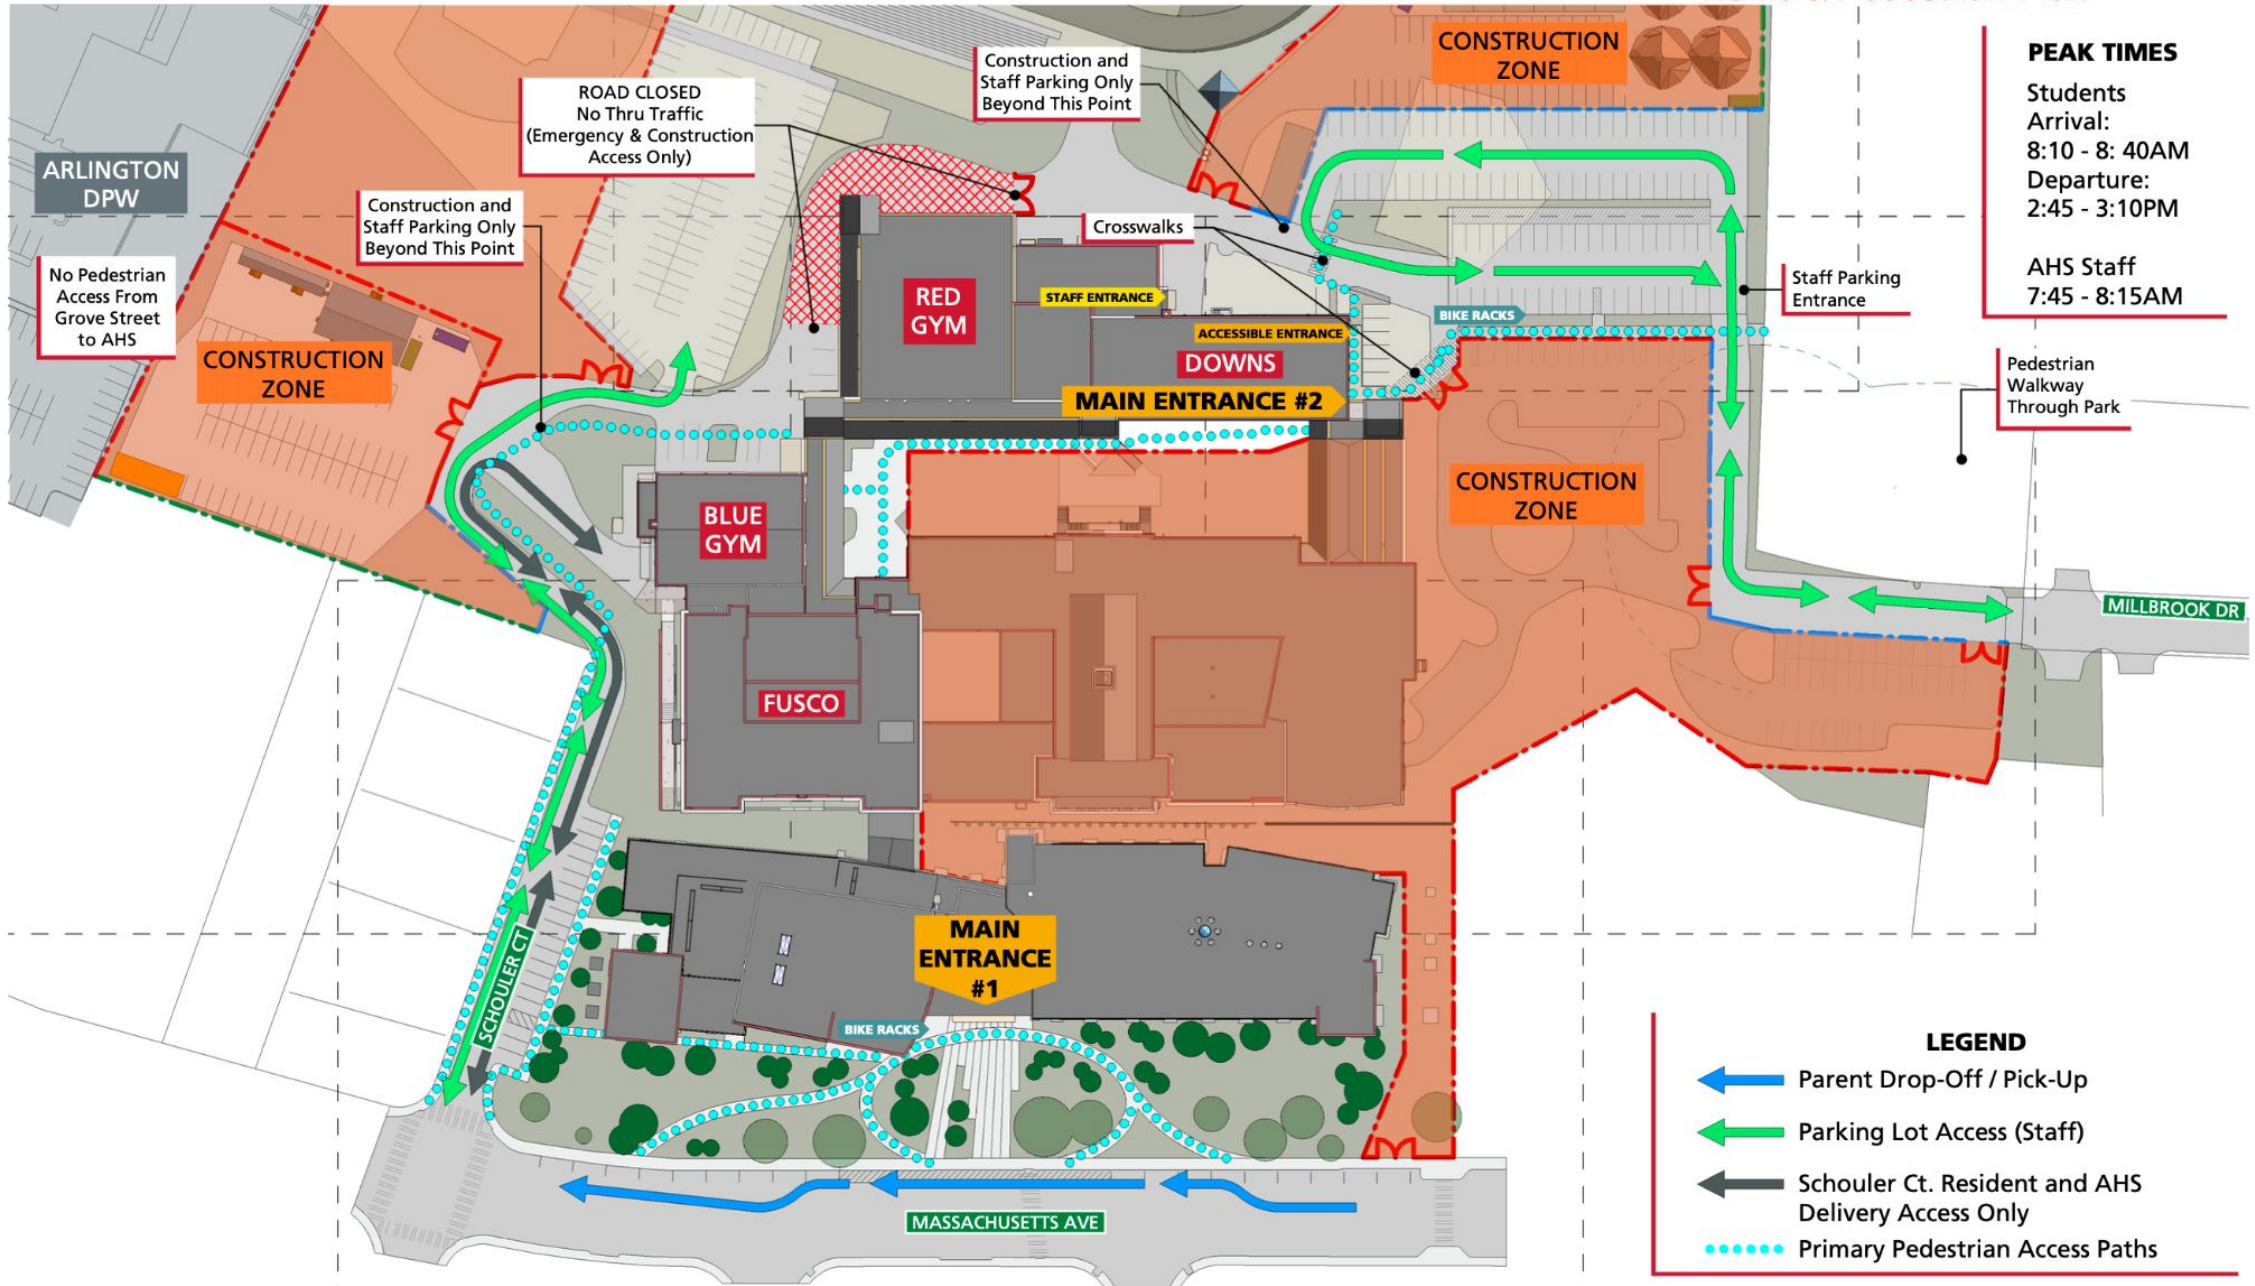 CONSTRUCTION
ZONE
PEAK TIMES
Students
Arrival:
8:10 - 8: 40AM
Departure:
2:45 - 3:10PM
AHS Staff
7:45 - 8:15AM
Construction and
Staff Parking Only
Beyond This Point
ROAD CLOSED
No Thru Traffic
(Emergency & Construction
Access Only)
ARLINGTON
DPW
Construction and
Staff Parking Only
Beyond This Point
Crosswalks
No Pedestrian
Access From
Grove Street
to AHS
RED
GYM
STAFF ENTRANCE
ACCESSIBLE ENTRANCE
BIKE RACKS
Staff Parking
Entrance
CONSTRUCTION
ZONE
DOWNS
MAIN ENTRANCE #2
Pedestrian
Walkway
Through Park
CONSTRUCTION
ZONE
BLUE
GYM
MILLBROOK DR
FUSCO
MAIN
ENTRANCE
#1
SCHOULER CT
BIKE RACKS
MASSACHUSETTS AVE
LEGEND
Parent Drop-Off / Pick-Up
Parking Lot Access (Staff)
Schouler Ct. Resident and AHS
Delivery Access Only
Primary Pedestrian Access Paths